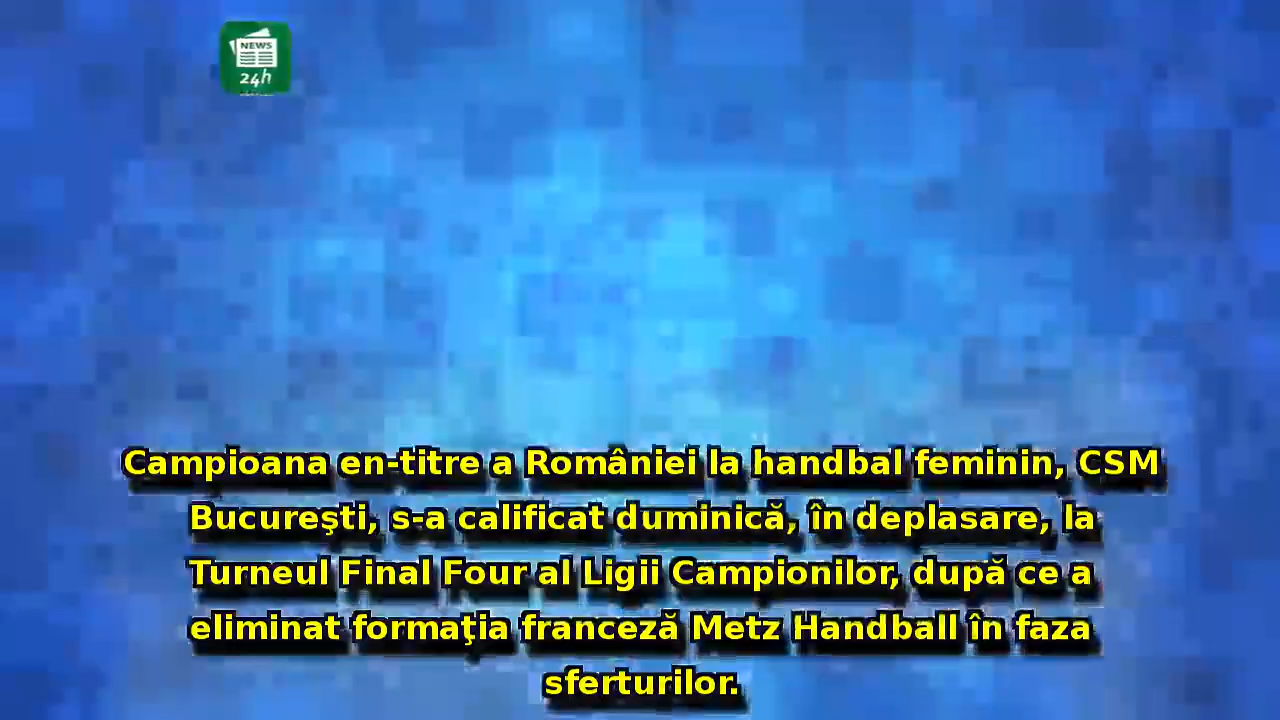 NEWS
24h
Campioana en-titre a României la handbal feminin, CSM
Bucureşti, s-a calificat duminică, în deplasare, la
Turneul Final Four al Ligii Campionilor, după ce a
eliminat formaţia franceză Metz Handball în faza
sferturilor.